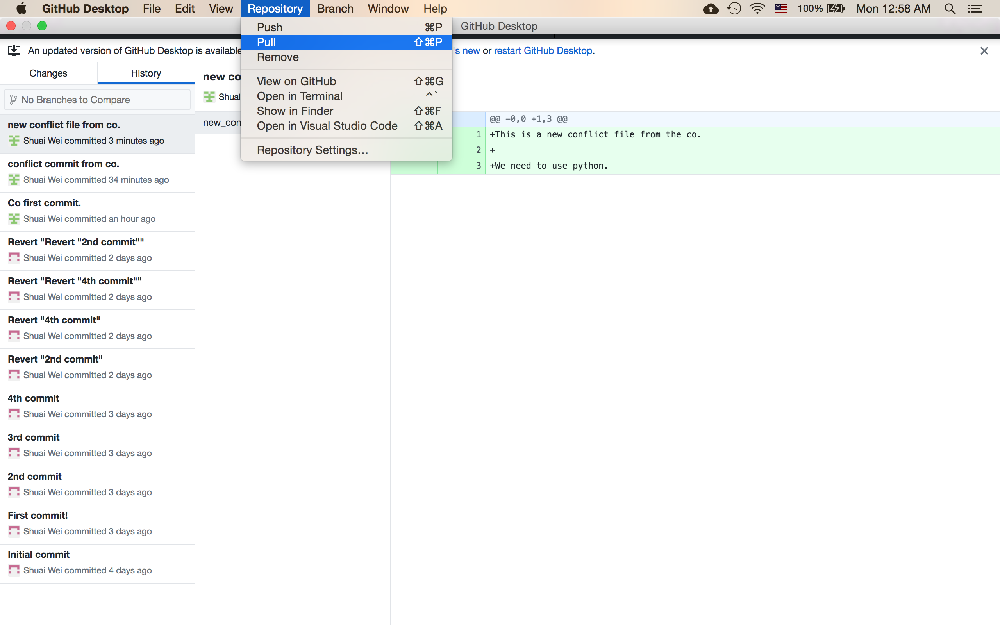 GitHub Desktop File Edit View Repository Branch Window Help 100% Mon 12:58 AM
GitHub Desktop
Push ⌘P
Pull ⇧⌘P
Remove
View on GitHub ⇧⌘G
Open in Terminal ^`
Show in Finder ⇧⌘F
Open in Visual Studio Code ⇧⌘A
Repository Settings…
An updated version of GitHub Desktop is available 's new or restart GitHub Desktop.
Changes History
No Branches to Compare
new conflict file from co.
Shuai Wei committed 3 minutes ago
conflict commit from co.
Shuai Wei committed 34 minutes ago
Co first commit.
Shuai Wei committed an hour ago
Revert "Revert "2nd commit""
Shuai Wei committed 2 days ago
Revert "Revert "4th commit""
Shuai Wei committed 2 days ago
Revert "4th commit"
Shuai Wei committed 2 days ago
Revert "2nd commit"
Shuai Wei committed 2 days ago
4th commit
Shuai Wei committed 3 days ago
3rd commit
Shuai Wei committed 3 days ago
2nd commit
Shuai Wei committed 3 days ago
First commit!
Shuai Wei committed 3 days ago
Initial commit
Shuai Wei committed 4 days ago
new co
Shuai
new_con
@@ -0,0 +1,3 @@
1 +This is a new conflict file from the co.
2 +
3 +We need to use python.